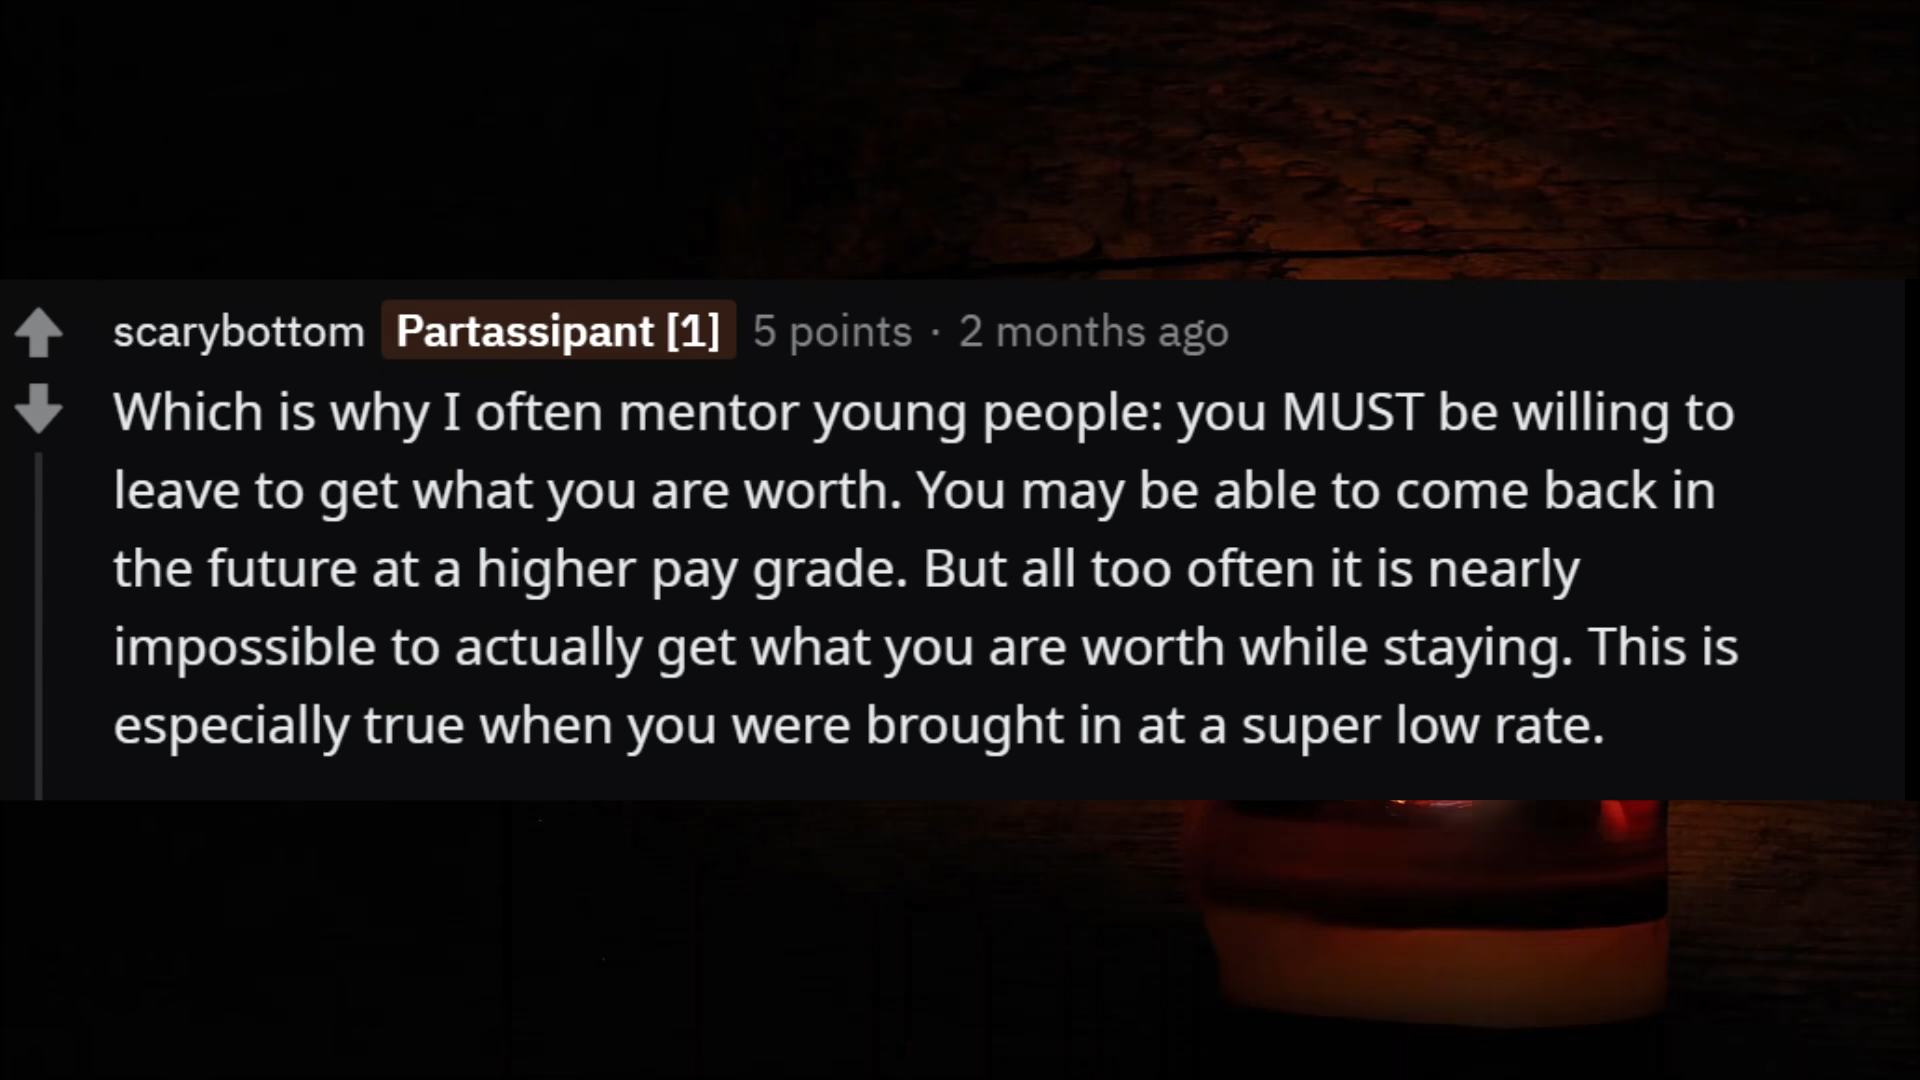 scarybottom Partassipant [1] 5 points · 2 months ago
Which is why I often mentor young people: you MUST be willing to
leave to get what you are worth. You may be able to come back in
the future at a higher pay grade. But all too often it is nearly
impossible to actually get what you are worth while staying. This is
especially true when you were brought in at a super low rate.